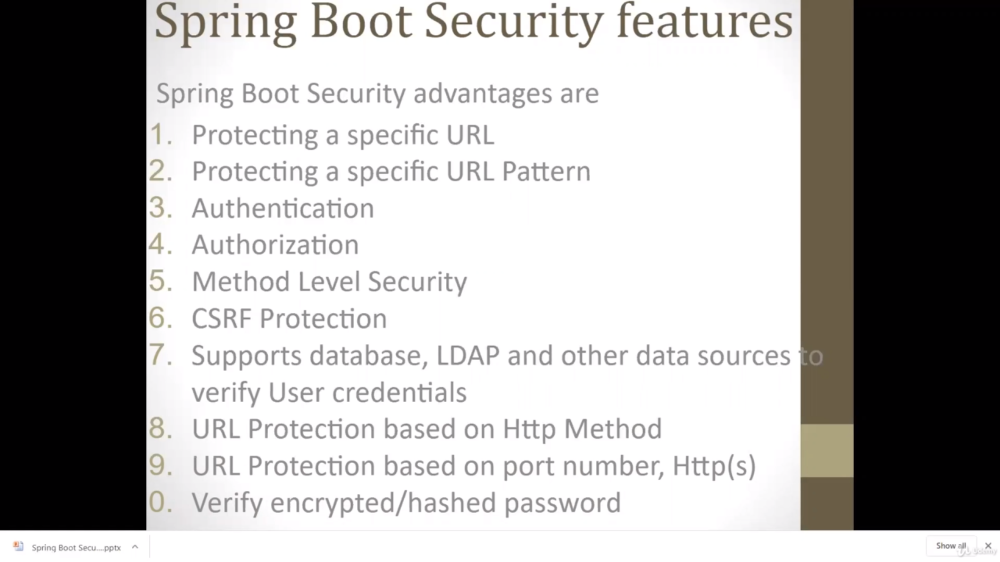 Spring Boot Security features
Spring Boot Security advantages are
1. Protecting a specific URL
2. Protecting a specific URL Pattern
3. Authentication
4. Authorization
5. Method Level Security
6. CSRF Protection
7. Supports database, LDAP and other data sources to
verify User credentials
8. URL Protection based on Http Method
9. URL Protection based on port number, Http(s)
0. Verify encrypted/hashed password
Spring Boot Secu....pptx
Show all
Udemy